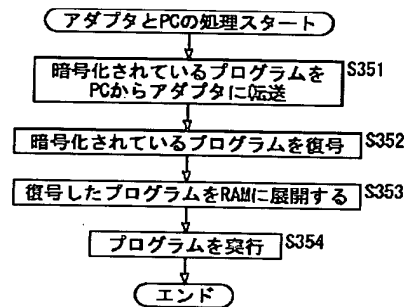 アダプタとPCの処理スタート
暗号化されているプログラムを
PCからアダプタに転送
S351
暗号化されているプログラムを復号
S352
復号したプログラムをRAMに展開する
S353
プログラムを実行
S354
エンド